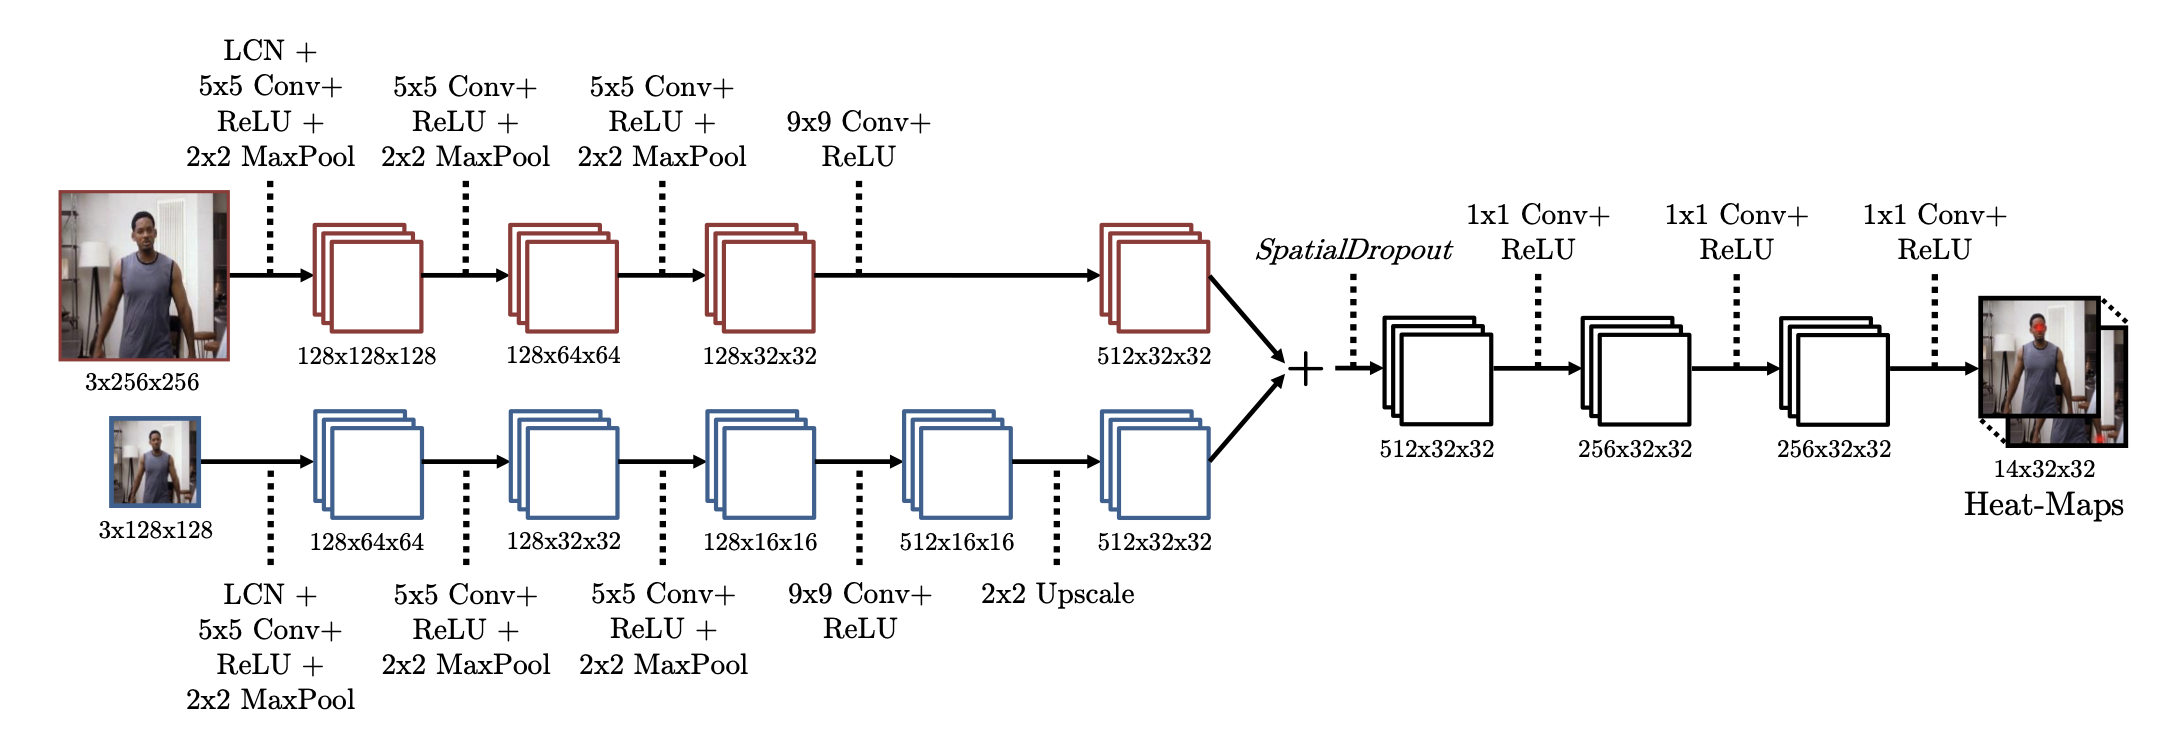 LCN +
5x5 Conv+
ReLU +
2x2 MaxPool
5x5 Conv+
ReLU +
2x2 MaxPool
5x5 Conv+
ReLU +
2x2 MaxPool
9x9 Conv+
ReLU
3x256x256
128x128x128
128x64x64
128x32x32
512x32x32
3x128x128
128x64x64
128x32x32
128x16x16
512x16x16
512x32x32
LCN +
5x5 Conv+
ReLU +
2x2 MaxPool
5x5 Conv+
ReLU +
2x2 MaxPool
5x5 Conv+
ReLU +
2x2 MaxPool
9x9 Conv+
ReLU
2x2 Upscale
+
SpatialDropout
1x1 Conv+
ReLU
1x1 Conv+
ReLU
1x1 Conv+
ReLU
512x32x32
256x32x32
256x32x32
14x32x32
Heat-Maps